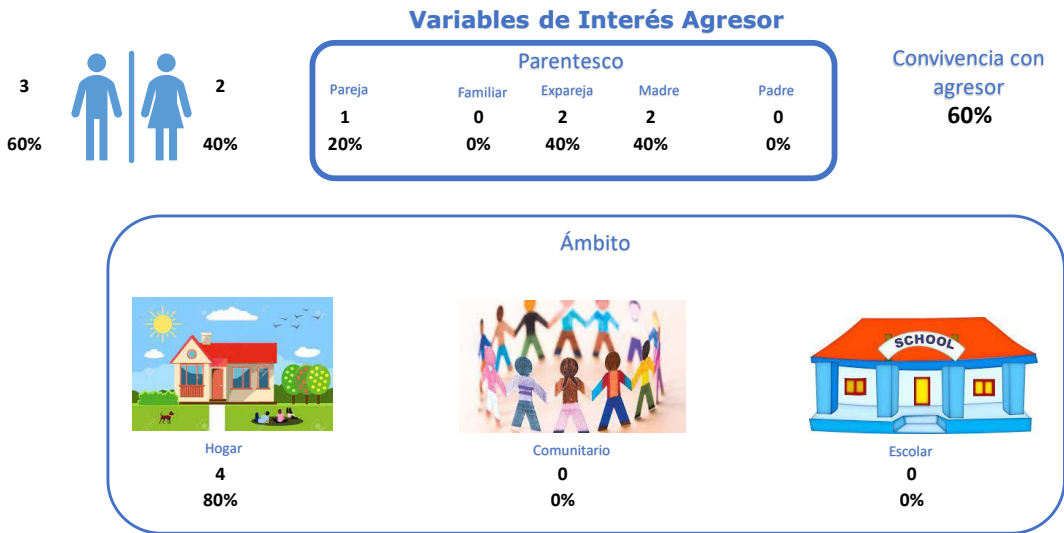 Variables de Interés Agresor
3
60%
2
40%
Parentesco
Pareja Familiar Expareja Madre Padre
1 0 2 2 0
20% 0% 40% 40% 0%
Convivencia con
agresor
60%
Ámbito
SCHOOL
Hogar Comunitario Escolar
4 0 0
80% 0% 0%